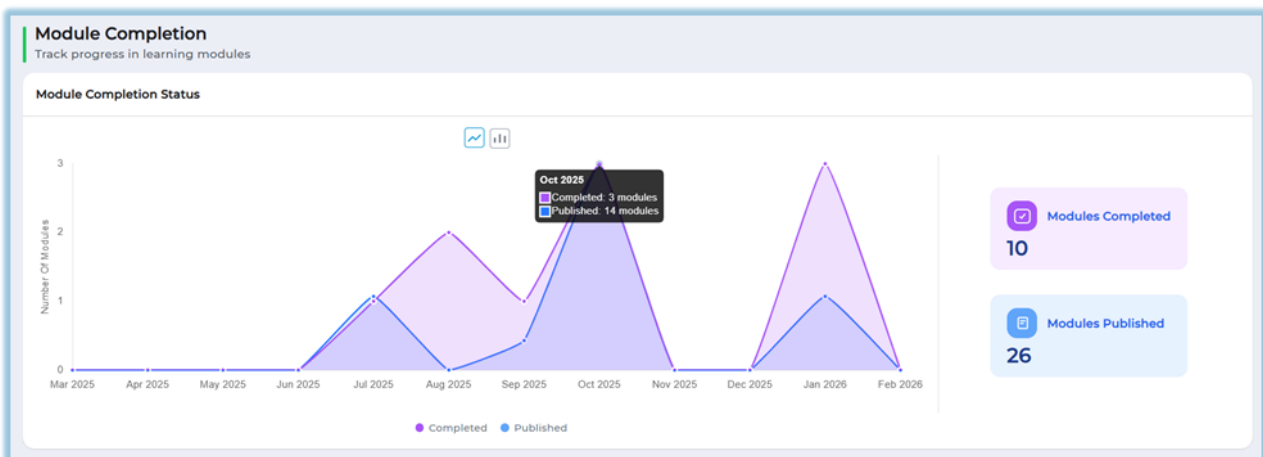 Module Completion
Track progress in learning modules
Module Completion Status
3
2
1
0
Number Of Modules
Oct 2025
Completed: 3 modules
Published: 14 modules
Mar 2025 Apr 2025 May 2025 Jun 2025 Jul 2025 Aug 2025 Sep 2025 Oct 2025 Nov 2025 Dec 2025 Jan 2026 Feb 2026
Completed Published
Modules Completed
10
Modules Published
26